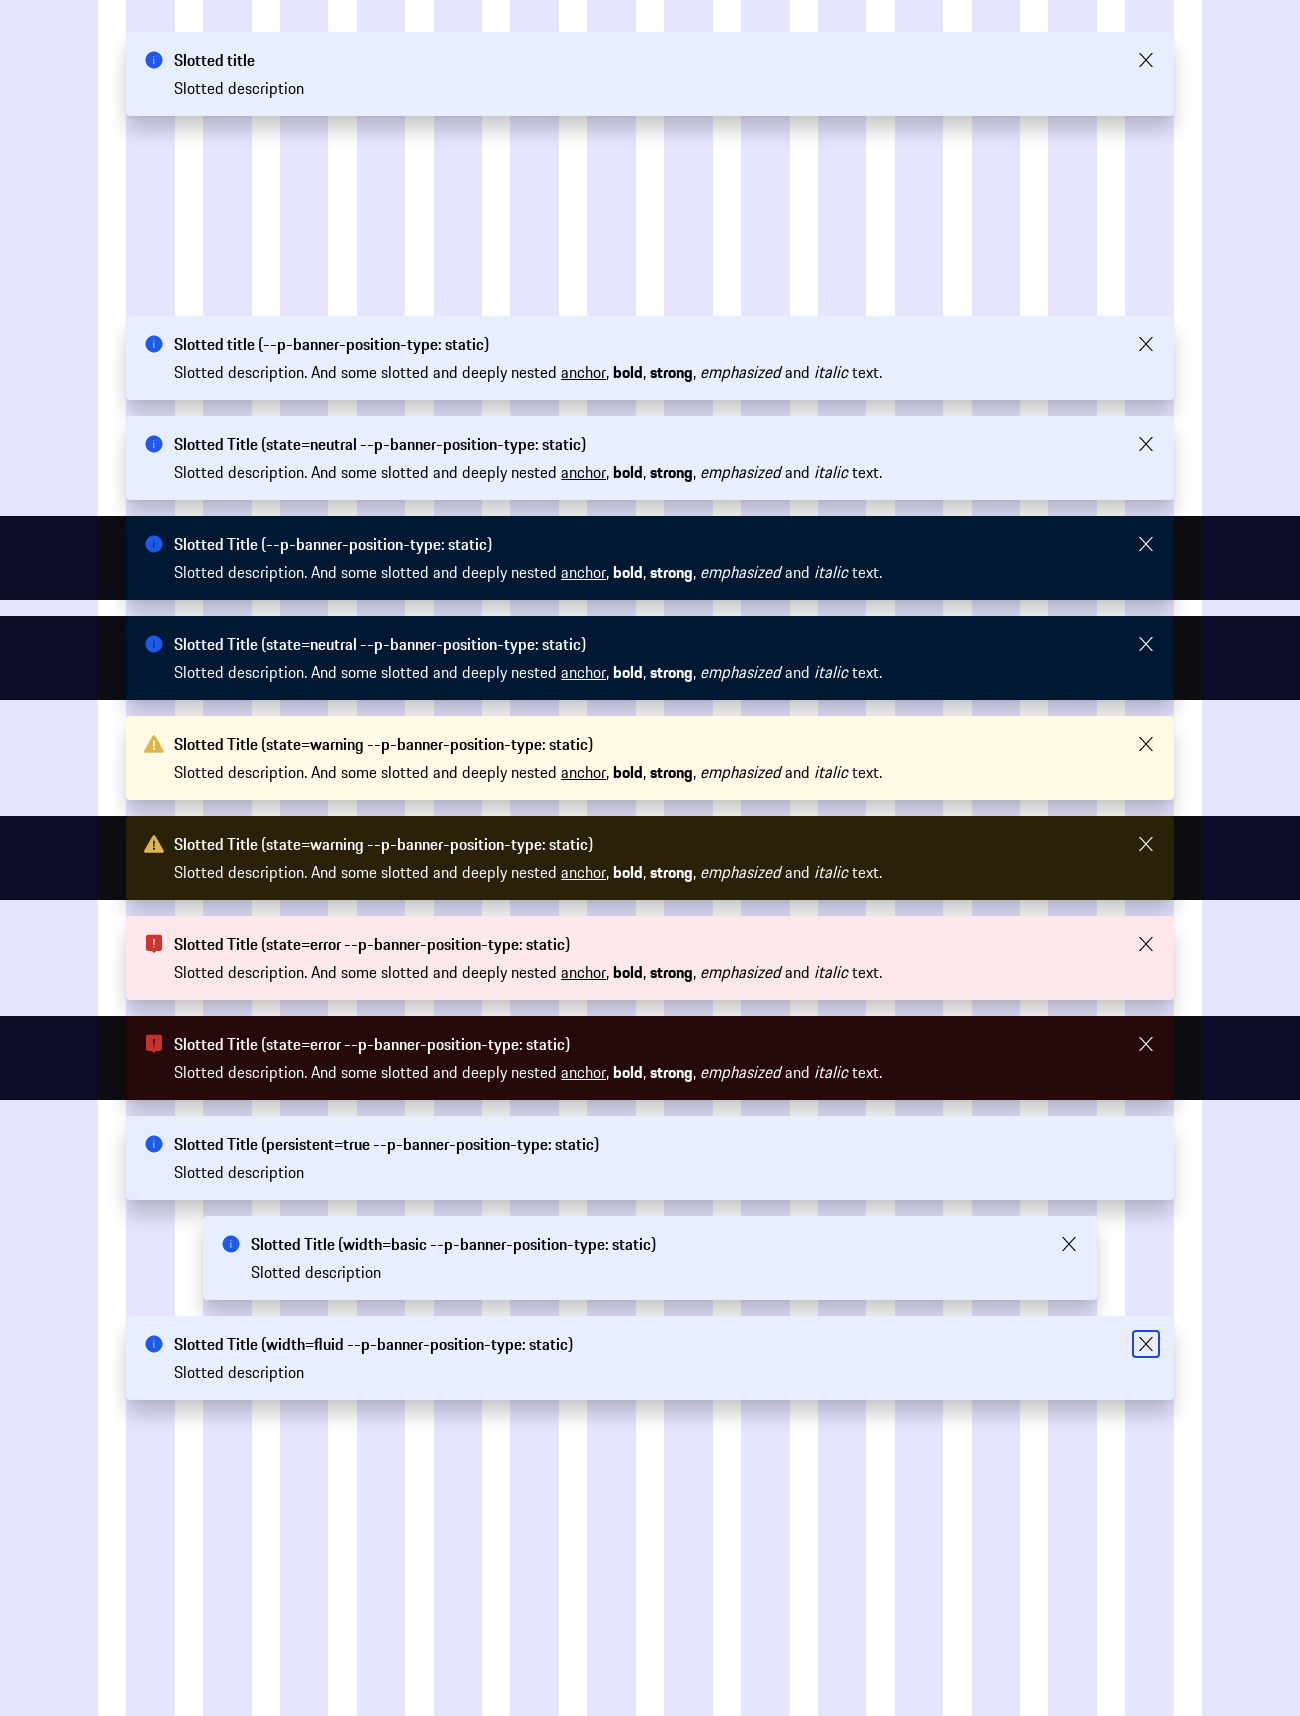 Slotted title
Slotted description
Slotted title (--p-banner-position-type: static)
Slotted description. And some slotted and deeply nested anchor, bold, strong, emphasized and italic text.
Slotted Title (state=neutral --p-banner-position-type: static)
Slotted description. And some slotted and deeply nested anchor, bold, strong, emphasized and italic text.
Slotted Title (--p-banner-position-type: static)
Slotted description. And some slotted and deeply nested anchor, bold, strong, emphasized and italic text.
Slotted Title (state=neutral --p-banner-position-type: static)
Slotted description. And some slotted and deeply nested anchor, bold, strong, emphasized and italic text.
Slotted Title (state=warning --p-banner-position-type: static)
Slotted description. And some slotted and deeply nested anchor, bold, strong, emphasized and italic text.
Slotted Title (state=warning --p-banner-position-type: static)
Slotted description. And some slotted and deeply nested anchor, bold, strong, emphasized and italic text.
Slotted Title (state=error --p-banner-position-type: static)
Slotted description. And some slotted and deeply nested anchor, bold, strong, emphasized and italic text.
Slotted Title (state=error --p-banner-position-type: static)
Slotted description. And some slotted and deeply nested anchor, bold, strong, emphasized and italic text.
Slotted Title (persistent=true --p-banner-position-type: static)
Slotted description
Slotted Title (width=basic --p-banner-position-type: static)
Slotted description
Slotted Title (width=fluid --p-banner-position-type: static)
Slotted description